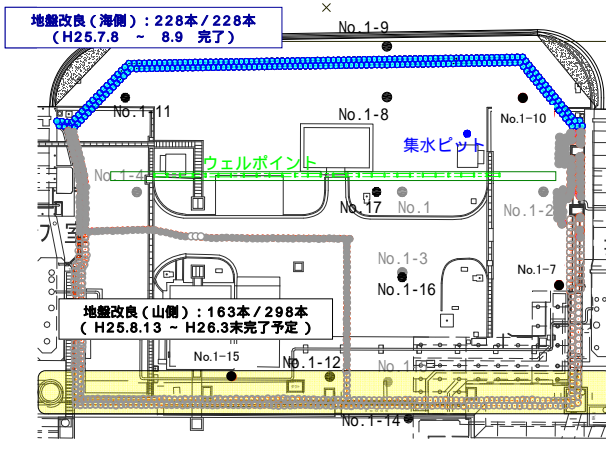 地盤改良（海側）：228本／228本
（H25.7.8　～　8.9　完了）
No.1-9
No.1-11
No.1-8
No.1-10
集水ピット
ウェルポイント
No.1-4
No.17
No.1
No.1-2
No.1-3
No.1-7
No.1-16
地盤改良（山側）：163本／298本
（ H25.8.13　～ H26.3末完了予定 ）
No.1-15
No.1-12
No.1
No.1-14